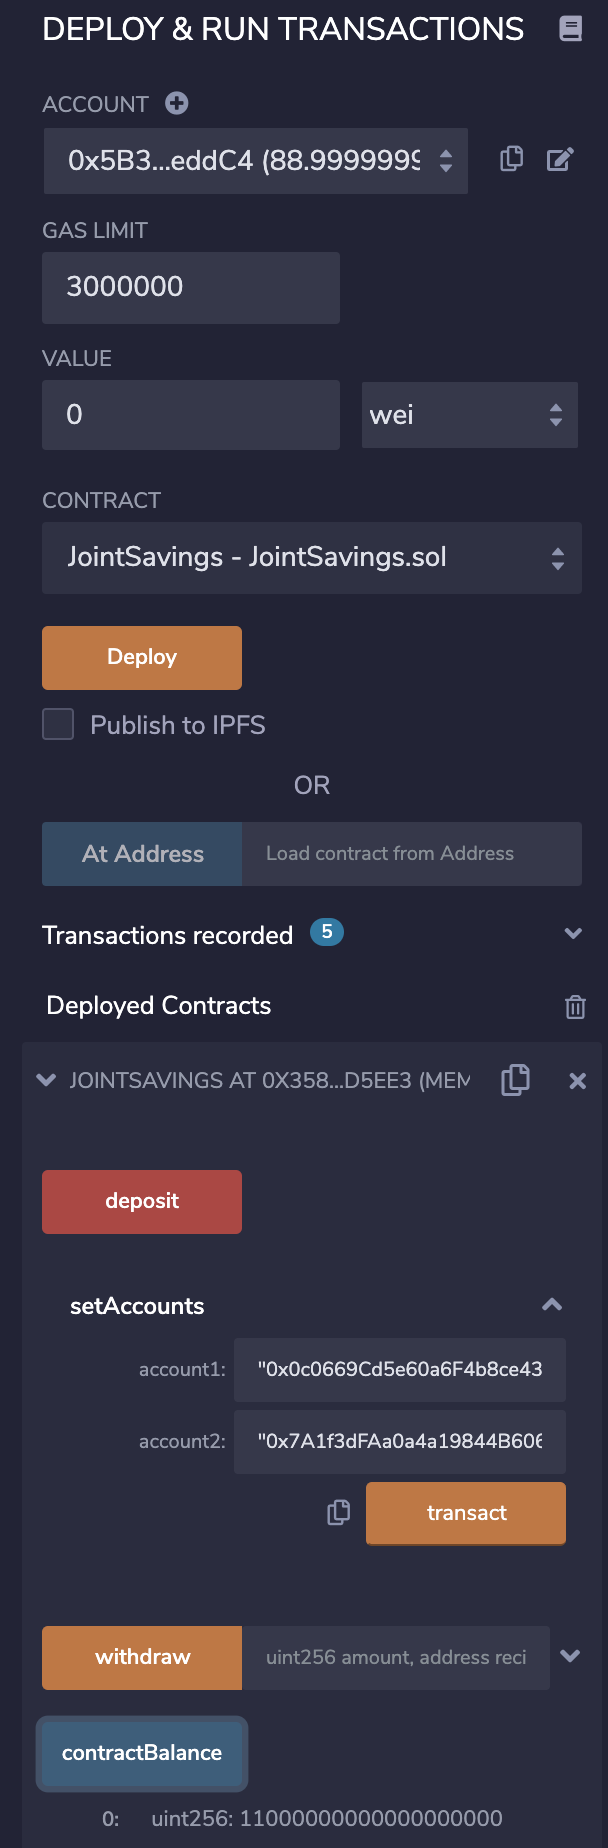 DEPLOY & RUN TRANSACTIONS
ACCOUNT
0x5B3...eddC4 (88.9999999
GAS LIMIT
3000000
VALUE
0
wei
CONTRACT
JointSavings - JointSavings.sol
Deploy
Publish to IPFS
OR
At Address Load contract from Address
Transactions recorded 5
Deployed Contracts
JOINTSAVINGS AT 0X358...D5EE3 (MEM
deposit
setAccounts
account1: "0x0c0669Cd5e60a6F4b8ce43
account2: "0x7A1f3dFAa0a4a19844B606
transact
withdraw uint256 amount, address reci
contractBalance
0: uint256: 11000000000000000000